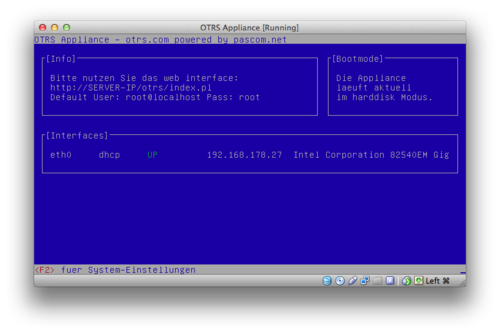 OTRS Appliance [Running]
OTRS Appliance - otrs.com powered by pascom.net
[Info]
Bitte nutzen Sie das web interface:
http://SERVER-IP/otrs/index.pl
Default User: root@localhost Pass: root
[Bootmode]
Die Appliance
laeuft aktuell
im harddisk Modus.
[Interfaces]
eth0 dhcp UP 192.168.178.27 Intel Corporation 82540EM Gig
<F2> fuer System-Einstellungen
Left ⌘